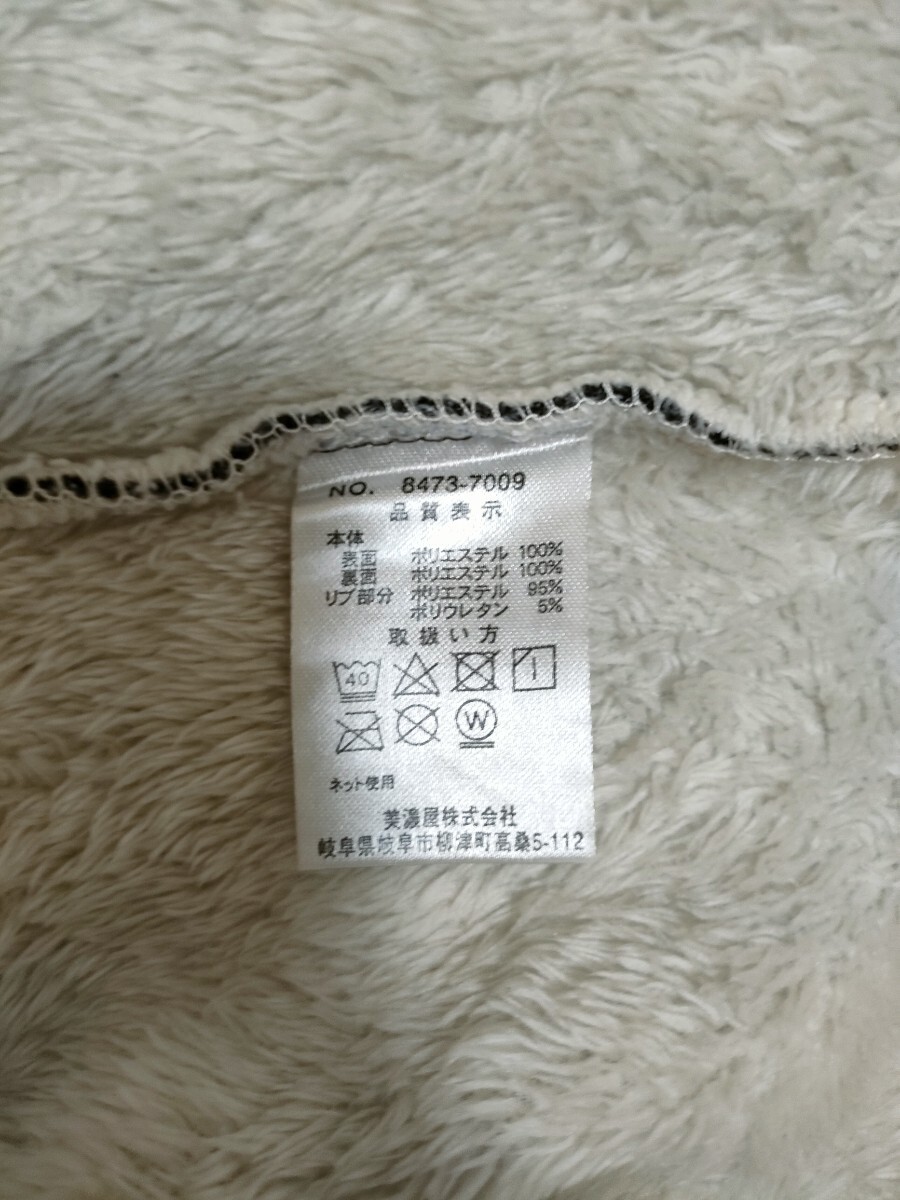 NO. 8473-7009
品質表示
本体
表面 ポリエステル 100%
裏面 ポリエステル 100%
リブ部分 ポリエステル 95%
ポリウレタン 5%
取扱い方
40
W
ネット使用
美濃屋株式会社
岐阜県岐阜市柳津町高桑5-112